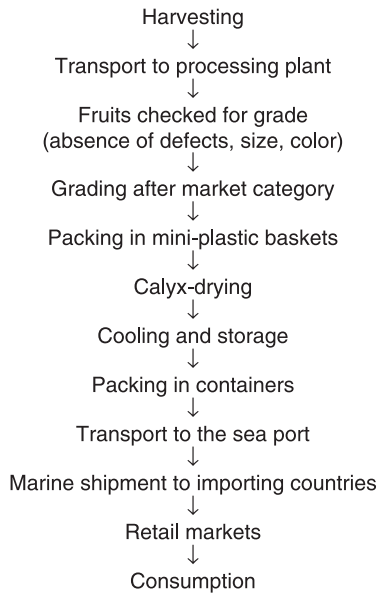 Harvesting
Transport to processing plant
Fruits checked for grade
(absence of defects, size, color)
Grading after market category
Packing in mini-plastic baskets
Calyx-drying
Cooling and storage
Packing in containers
Transport to the sea port
Marine shipment to importing countries
Retail markets
Consumption